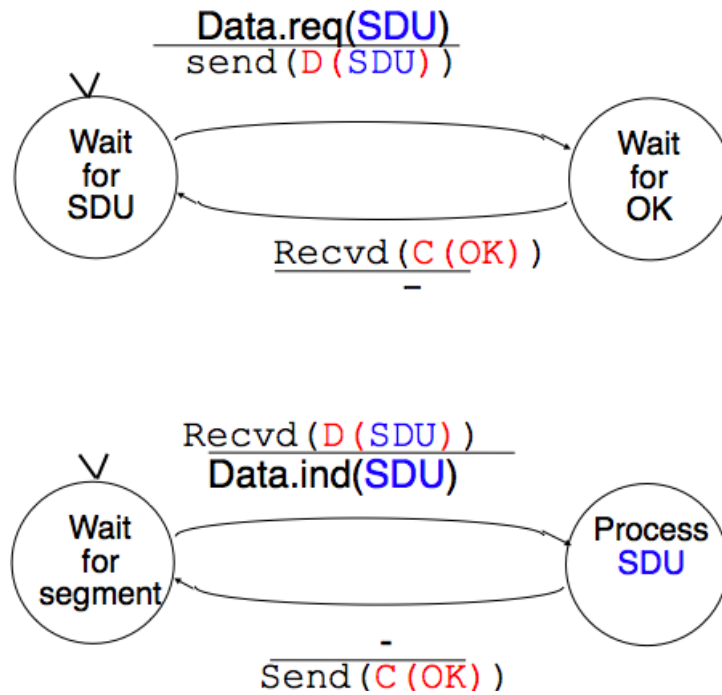 Data.req(SDU)
send(D(SDU))
Wait
for
SDU
Wait
for
OK
Recvd(C(OK))
-
Recvd(D(SDU))
Data.ind(SDU)
Wait
for
segment
Process
SDU
-
Send(C(OK))